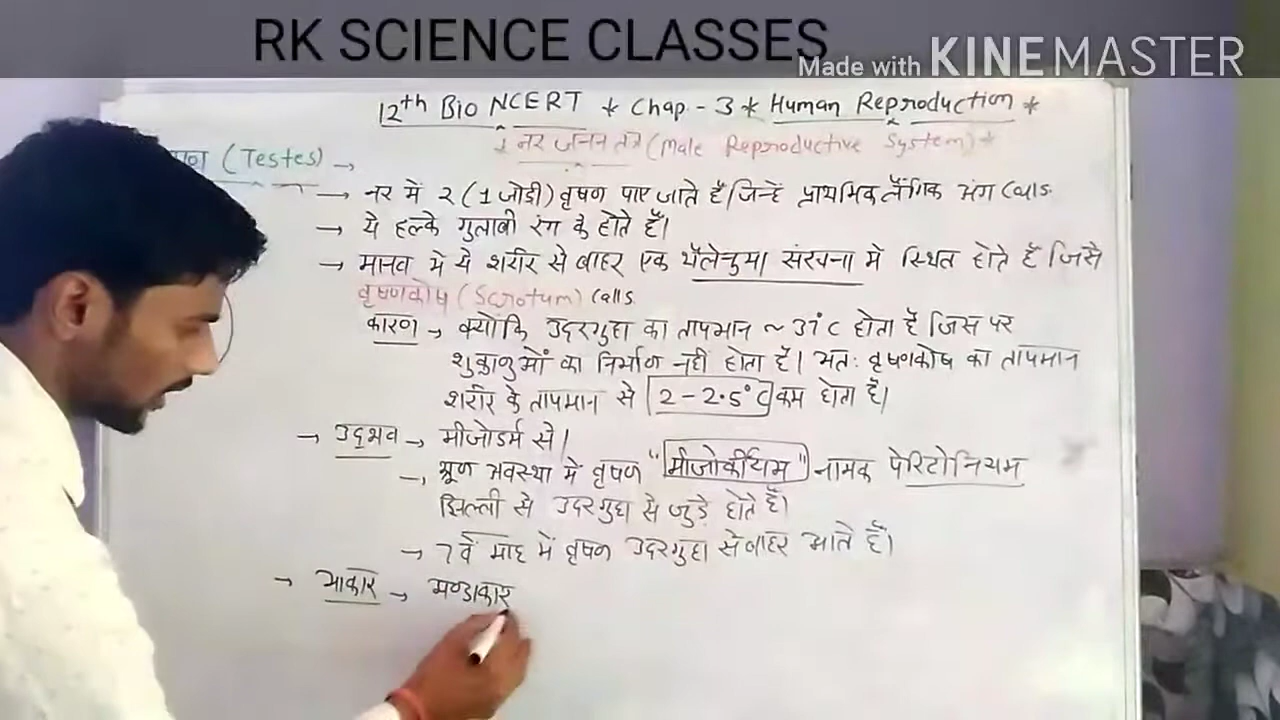 RK SCIENCE CLASSES
Made with KINEMASTER
12th Bio NCERT * Chap - 3 * Human Reproduction *
नर जनन तंत्र (Male Reproductive System) *
(Testes) →
→ नर में 2 (1 जोड़ी) वृषण पाए जाते हैं जिन्हें प्राथमिक लैंगिक अंग calls.
→ ये हल्के गुलाबी रंग के होते हैं।
→ मानव में ये शरीर से बाहर एक थैलेनुमा संरचना में स्थित होते हैं जिसे
वृषणकोष (Scrotum) calls.
कारण → क्योंकि उदरगुहा का तापमान ~ 37°C होता है जिस पर
शुक्राणुओं का निर्माण नहीं होता है। अतः वृषणकोष का तापमान
शरीर के तापमान से 2 - 2.5°C कम होता है।
→ उद्भव → मीजोडर्म से।
→ भ्रूण अवस्था में वृषण "मीजोर्कीयम" नामक पेरिटोनियम
झिल्ली से उदरगुहा से जुड़े होते हैं।
→ 7वें माह में वृषण उदरगुहा से बाहर आते हैं।
→ आकार → अण्डाकार